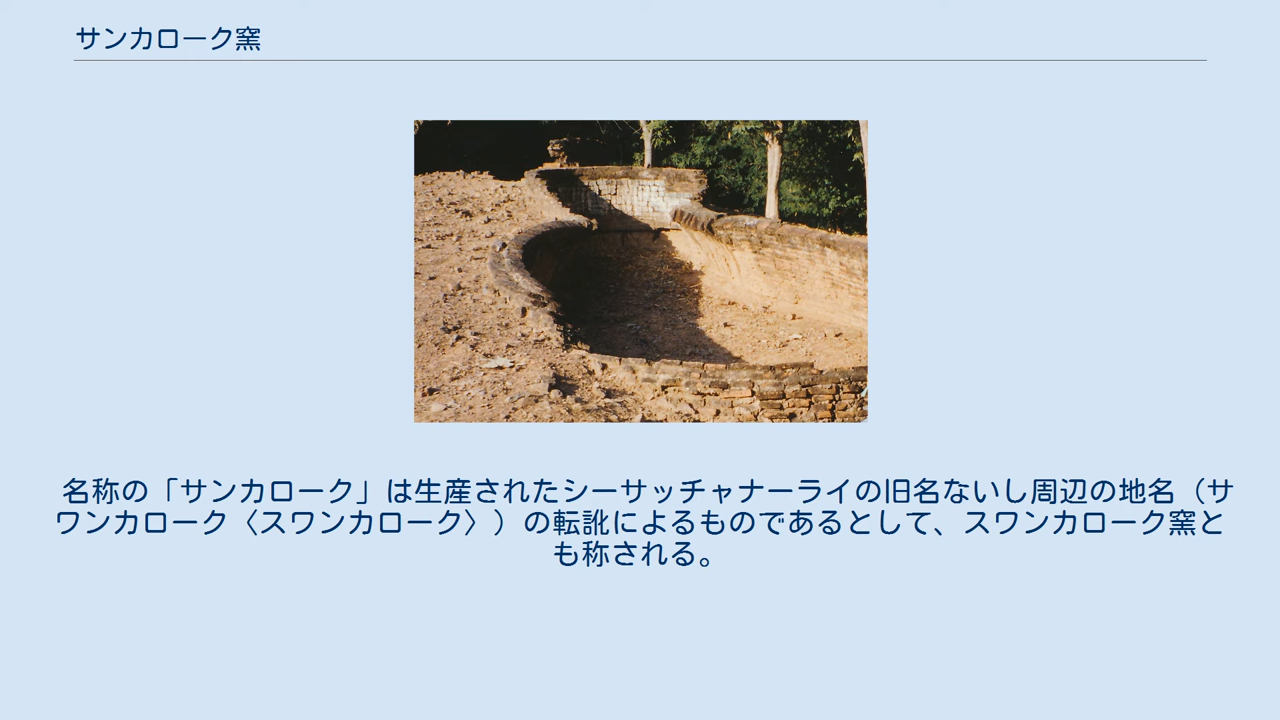 サンカローク窯
名称の「サンカローク」は生産されたシーサッチャナーライの旧名ないし周辺の地名（サ
ワンカローク〈スワンカローク〉）の転訛によるものであるとして、スワンカローク窯と
も称される。